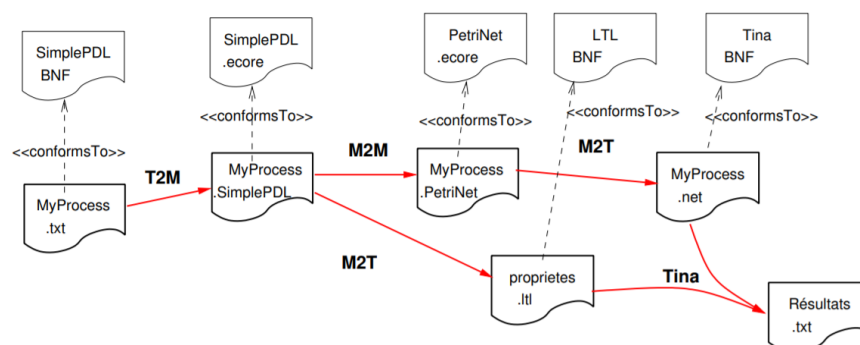 SimplePDL
BNF
SimplePDL
.ecore
PetriNet
.ecore
LTL
BNF
Tina
BNF
<<conformsTo>>
<<conformsTo>>
<<conformsTo>>
<<conformsTo>>
<<conformsTo>>
T2M
M2M
M2T
MyProcess
.txt
MyProcess
.SimplePDL
MyProcess
.PetriNet
MyProcess
.net
M2T
proprietes
.ltl
Tina
Résultats
.txt